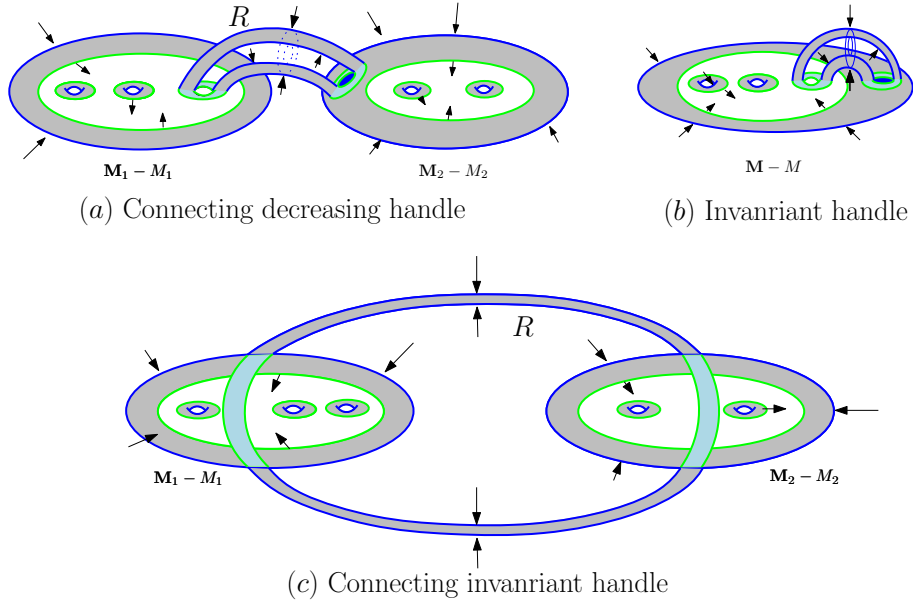 R
M₁ − M₁
M₂ − M₂
(a) Connecting decreasing handle
M − M
(b) Invanriant handle
R
M₁ − M₁
M₂ − M₂
(c) Connecting invanriant handle